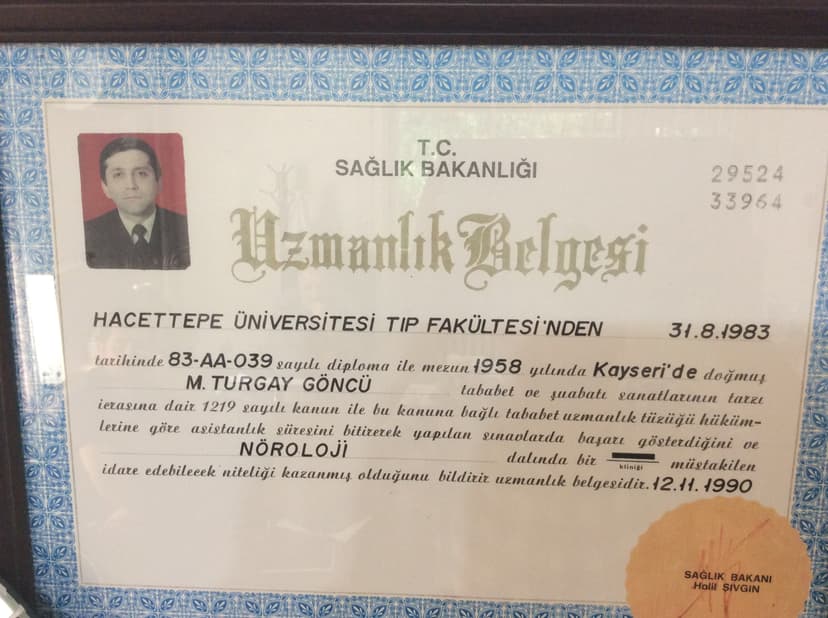 T.C.
SAĞLIK BAKANLIĞI
29524
33964
Uzmanlık Belgesi
HACETTEPE ÜNİVERSİTESİ TIP FAKÜLTESİ'NDEN 31.8.1983
tarihinde 83-AA-039 sayılı diploma ile mezun 1958 yılında Kayseri'de doğmuş
M. TURGAY GÖNCÜ tababet ve şuabatı sanatlarının tarzı
icrasına dair 1219 sayılı kanun ile bu kanuna bağlı tababet uzmanlık tüzüğü hüküm-
lerine göre asistanlık süresini bitirerek yapılan sınavlarda başarı gösterdiğini ve
NÖROLOJİ dalında bir kliniği müstakilen
idare edebilecek niteliği kazanmış olduğunu bildirir uzmanlık belgesidir. 12.11.1990
SAĞLIK BAKANI
Halil ŞIVGIN